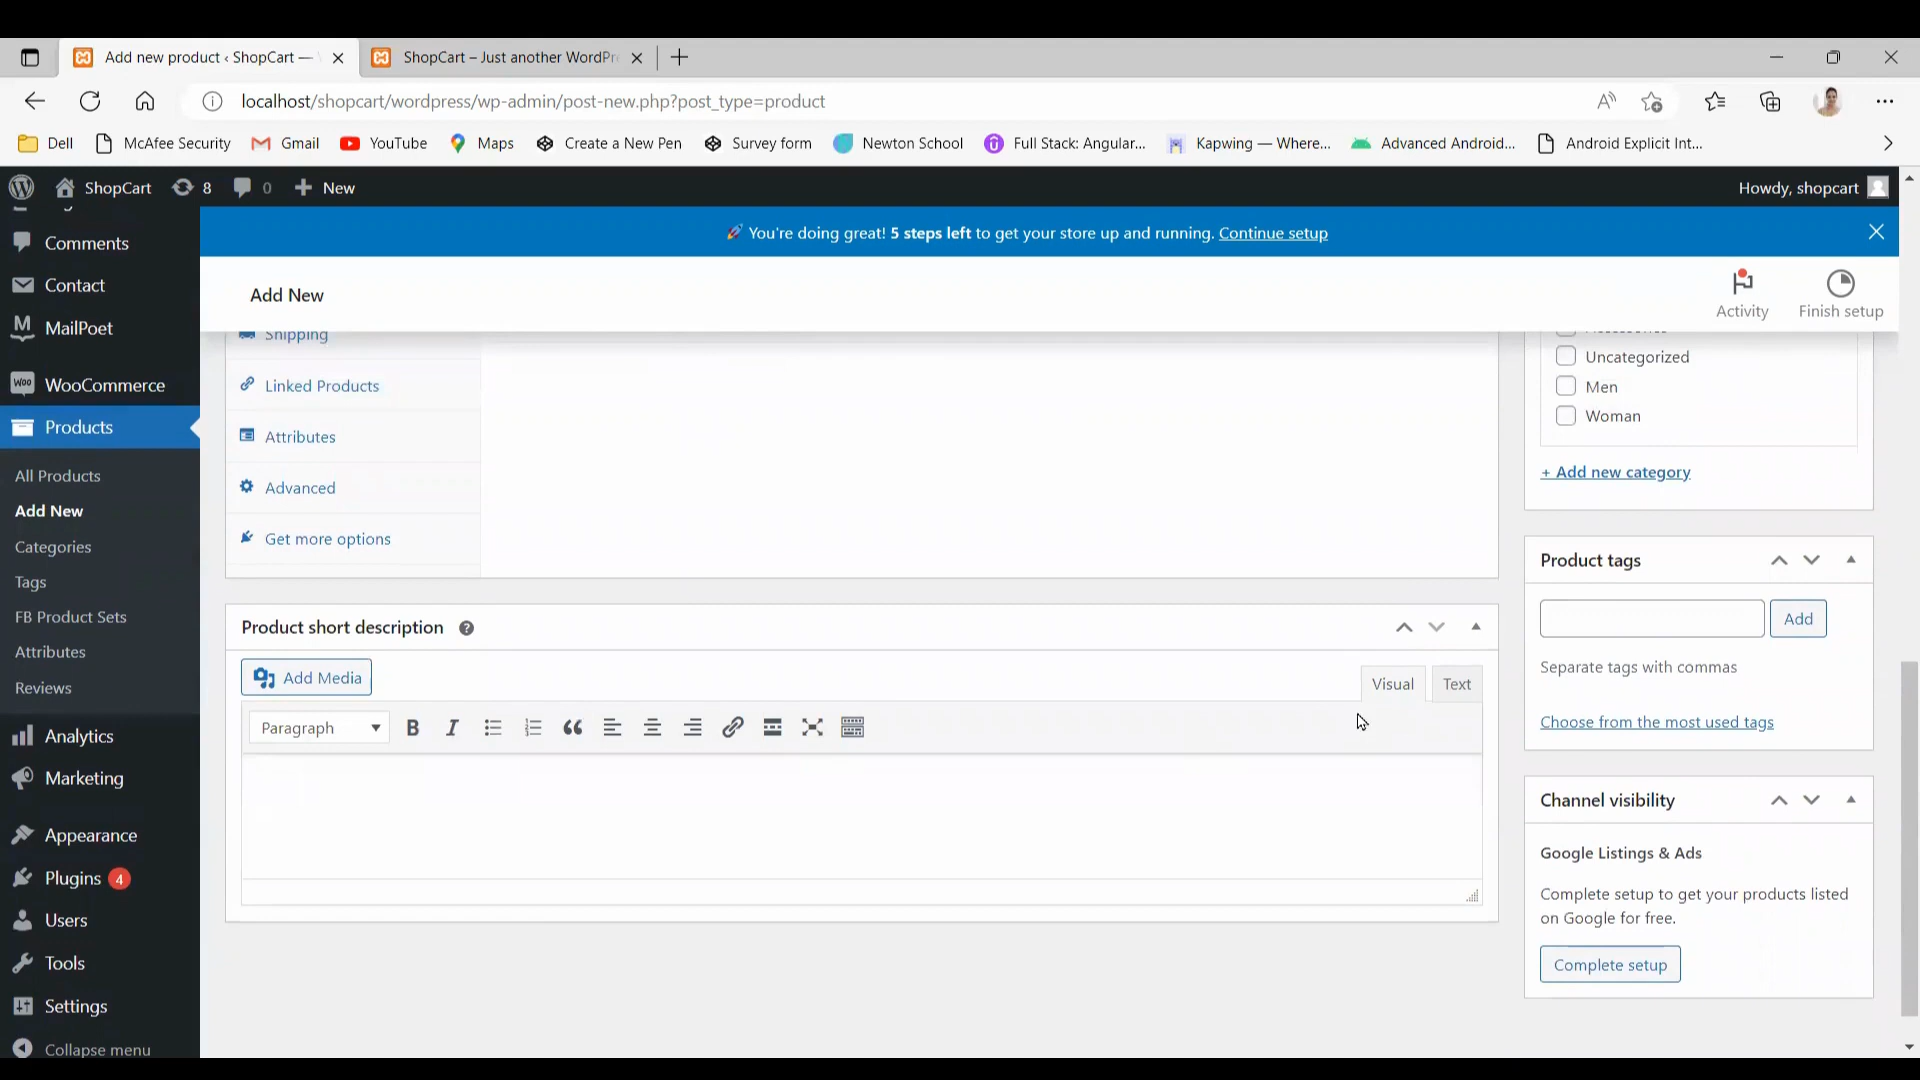 Add new product ‹ ShopCart —
ShopCart – Just another WordPr
localhost/shopcart/wordpress/wp-admin/post-new.php?post_type=product
Dell
McAfee Security
Gmail
YouTube
Maps
Create a New Pen
Survey form
Newton School
Full Stack: Angular...
Kapwing — Where...
Advanced Android...
Android Explicit Int...
ShopCart
8
0
New
Howdy, shopcart
You're doing great! 5 steps left to get your store up and running. Continue setup
Add New
Activity
Finish setup
Comments
Contact
MailPoet
WooCommerce
Products
All Products
Add New
Categories
Tags
FB Product Sets
Attributes
Reviews
Analytics
Marketing
Appearance
Plugins 4
Users
Tools
Settings
Collapse menu
Shipping
Linked Products
Attributes
Advanced
Get more options
Product short description
Add Media
Visual
Text
Paragraph
Uncategorized
Men
Woman
+ Add new category
Product tags
Add
Separate tags with commas
Choose from the most used tags
Channel visibility
Google Listings & Ads
Complete setup to get your products listed
on Google for free.
Complete setup